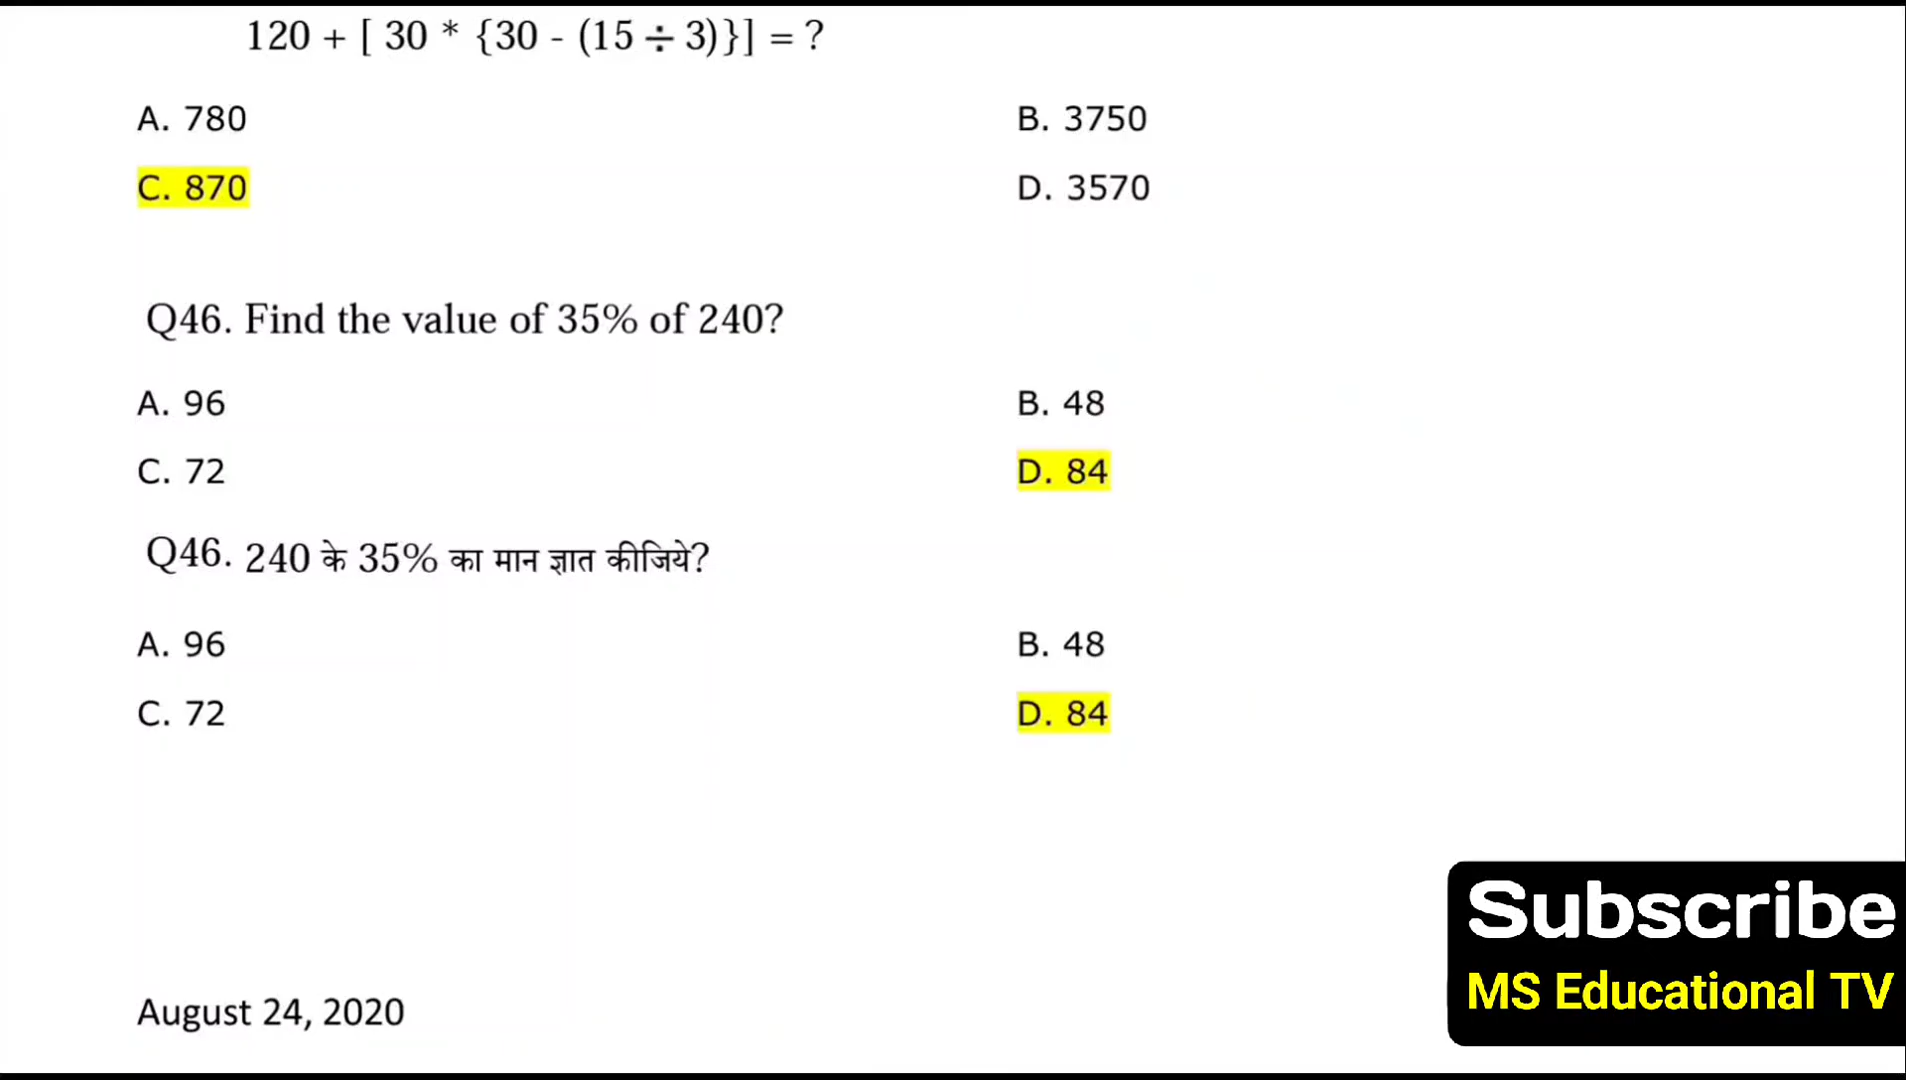 120 + [ 30 * {30 - (15 ÷ 3)}] = ?
A. 780 B. 3750
C. 870 D. 3570
Q46. Find the value of 35% of 240?
A. 96 B. 48
C. 72 D. 84
Q46. 240 के 35% का मान ज्ञात कीजिये?
A. 96 B. 48
C. 72 D. 84
Subscribe
MS Educational TV
August 24, 2020